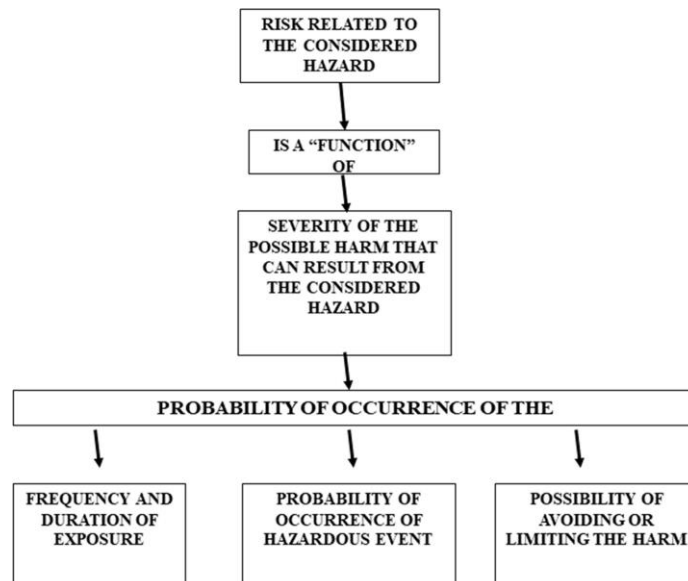 RISK RELATED TO
THE CONSIDERED
HAZARD
IS A “FUNCTION”
OF
SEVERITY OF THE
POSSIBLE HARM THAT
CAN RESULT FROM
THE CONSIDERED
HAZARD
PROBABILITY OF OCCURRENCE OF THE
FREQUENCY AND
DURATION OF
EXPOSURE
PROBABILITY OF
OCCURRENCE OF
HAZARDOUS EVENT
POSSIBILITY OF
AVOIDING OR
LIMITING THE HARM